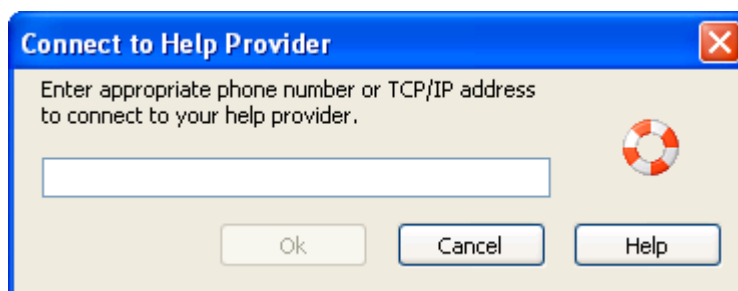 Connect to Help Provider
Enter appropriate phone number or TCP/IP address
to connect to your help provider.
Ok
Cancel
Help